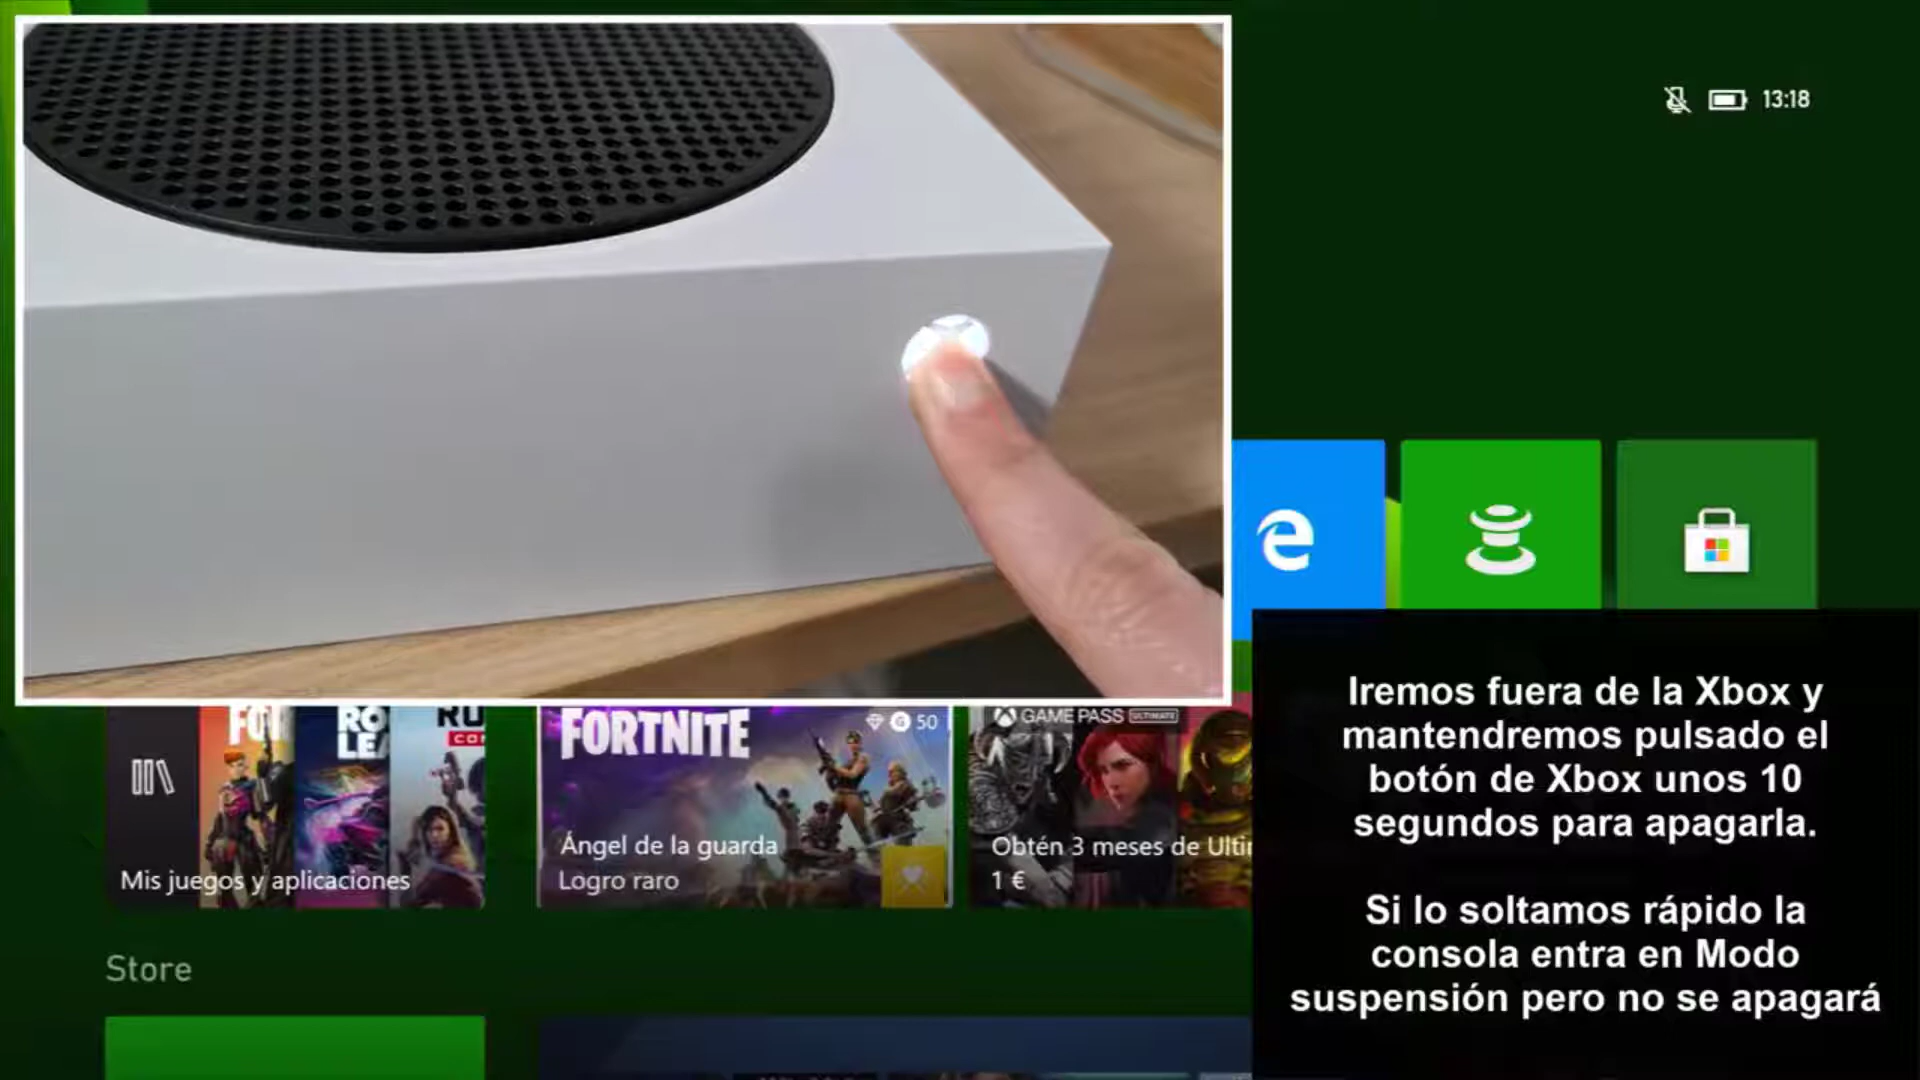 13:18
FORTNITE
50
GAME PASS ULTIMATE
Ángel de la guarda
Logro raro
Obtén 3 meses de Ulti
1 €
Mis juegos y aplicaciones
Store
Iremos fuera de la Xbox y
mantendremos pulsado el
botón de Xbox unos 10
segundos para apagarla.
Si lo soltamos rápido la
consola entra en Modo
suspensión pero no se apagará